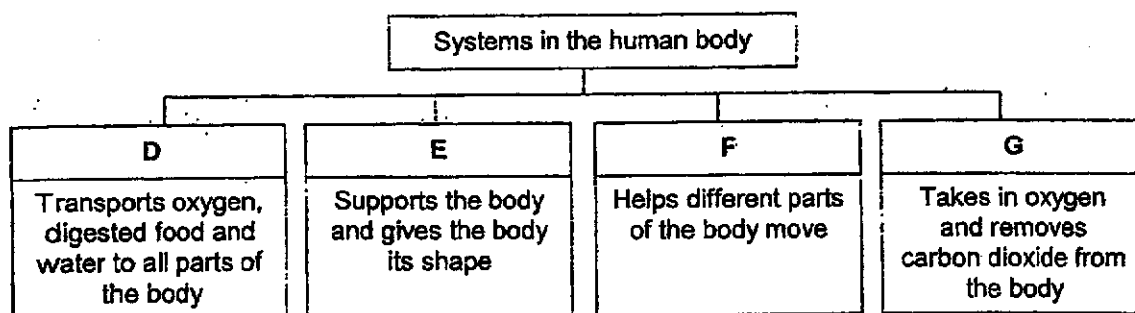 Systems in the human body
D
Transports oxygen,
digested food and
water to all parts of
the body
E
Supports the body
and gives the body
its shape
F
Helps different parts
of the body move
G
Takes in oxygen
and removes
carbon dioxide from
the body